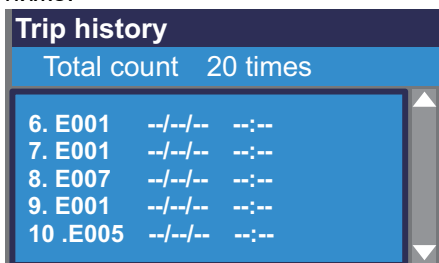 Trip history
Total count 20 times
6. E001 --/--/-- --:--
7. E001 --/--/-- --:--
8. E007 --/--/-- --:--
9. E001 --/--/-- --:--
10 .E005 --/--/-- --:--